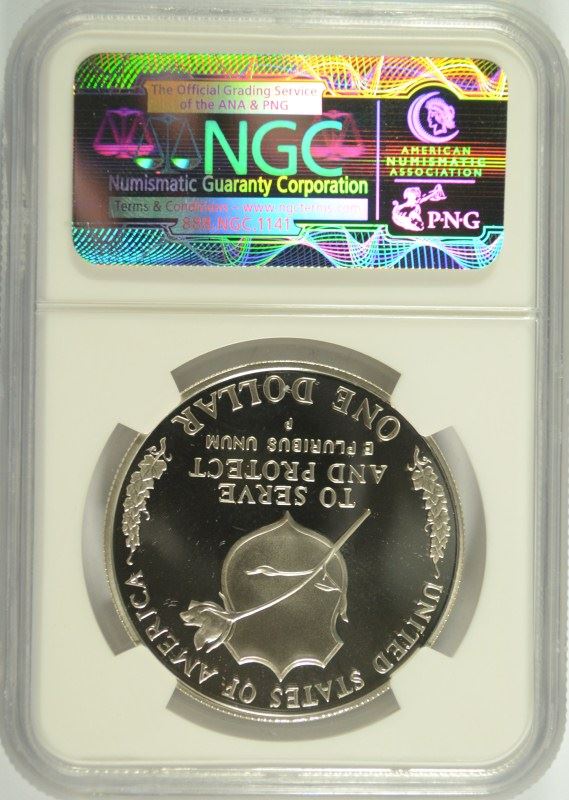 The Official Grading Service
of the ANA & PNG
NGC
Numismatic Guaranty Corporation
Terms & Conditions - www.ngcterms.com
888.NGC.1141
AMERICAN
NUMISMATIC
ASSOCIATION
PNG
UNITED STATES OF AMERICA
TO SERVE
AND PROTECT
E PLURIBUS UNUM
P
ONE DOLLAR